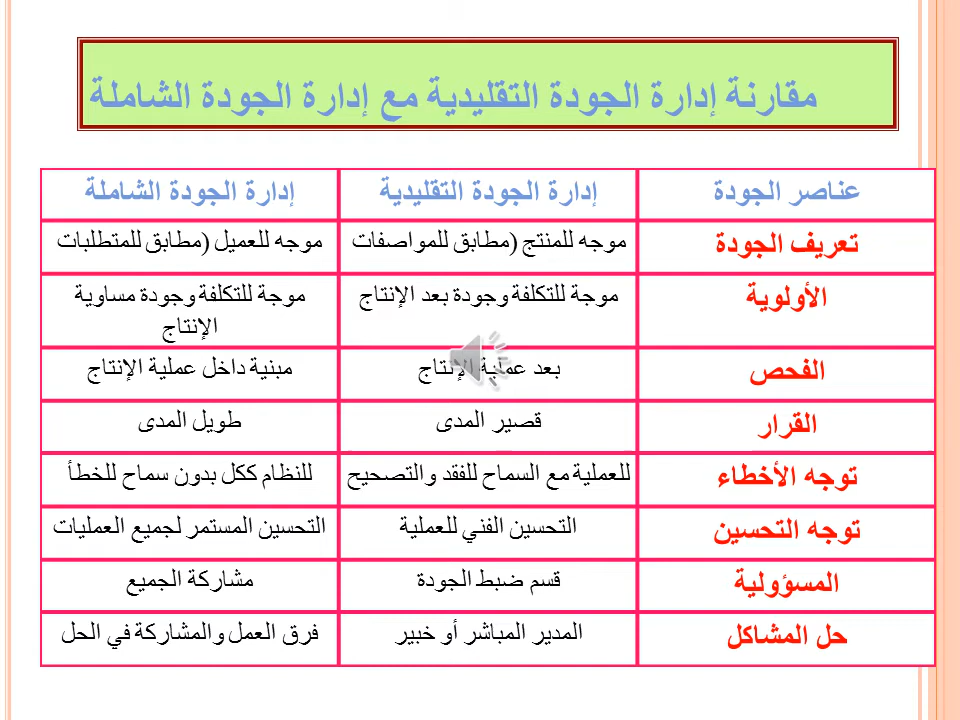 مقارنة إدارة الجودة التقليدية مع إدارة الجودة الشاملة
عناصر الجودة إدارة الجودة التقليدية إدارة الجودة الشاملة
تعريف الجودة موجه للمنتج (مطابق للمواصفات موجه للعميل (مطابق للمتطلبات
الأولوية موجة للتكلفة وجودة بعد الإنتاج موجة للتكلفة وجودة مساوية
الإنتاج
الفحص بعد عملية الإنتاج مبنية داخل عملية الإنتاج
القرار قصير المدى طويل المدى
توجه الأخطاء للعملية مع السماح للفقد والتصحيح للنظام ككل بدون سماح للخطأ
توجه التحسين التحسين الفني للعملية التحسين المستمر لجميع العمليات
المسؤولية قسم ضبط الجودة مشاركة الجميع
حل المشاكل المدير المباشر أو خبير فرق العمل والمشاركة في الحل